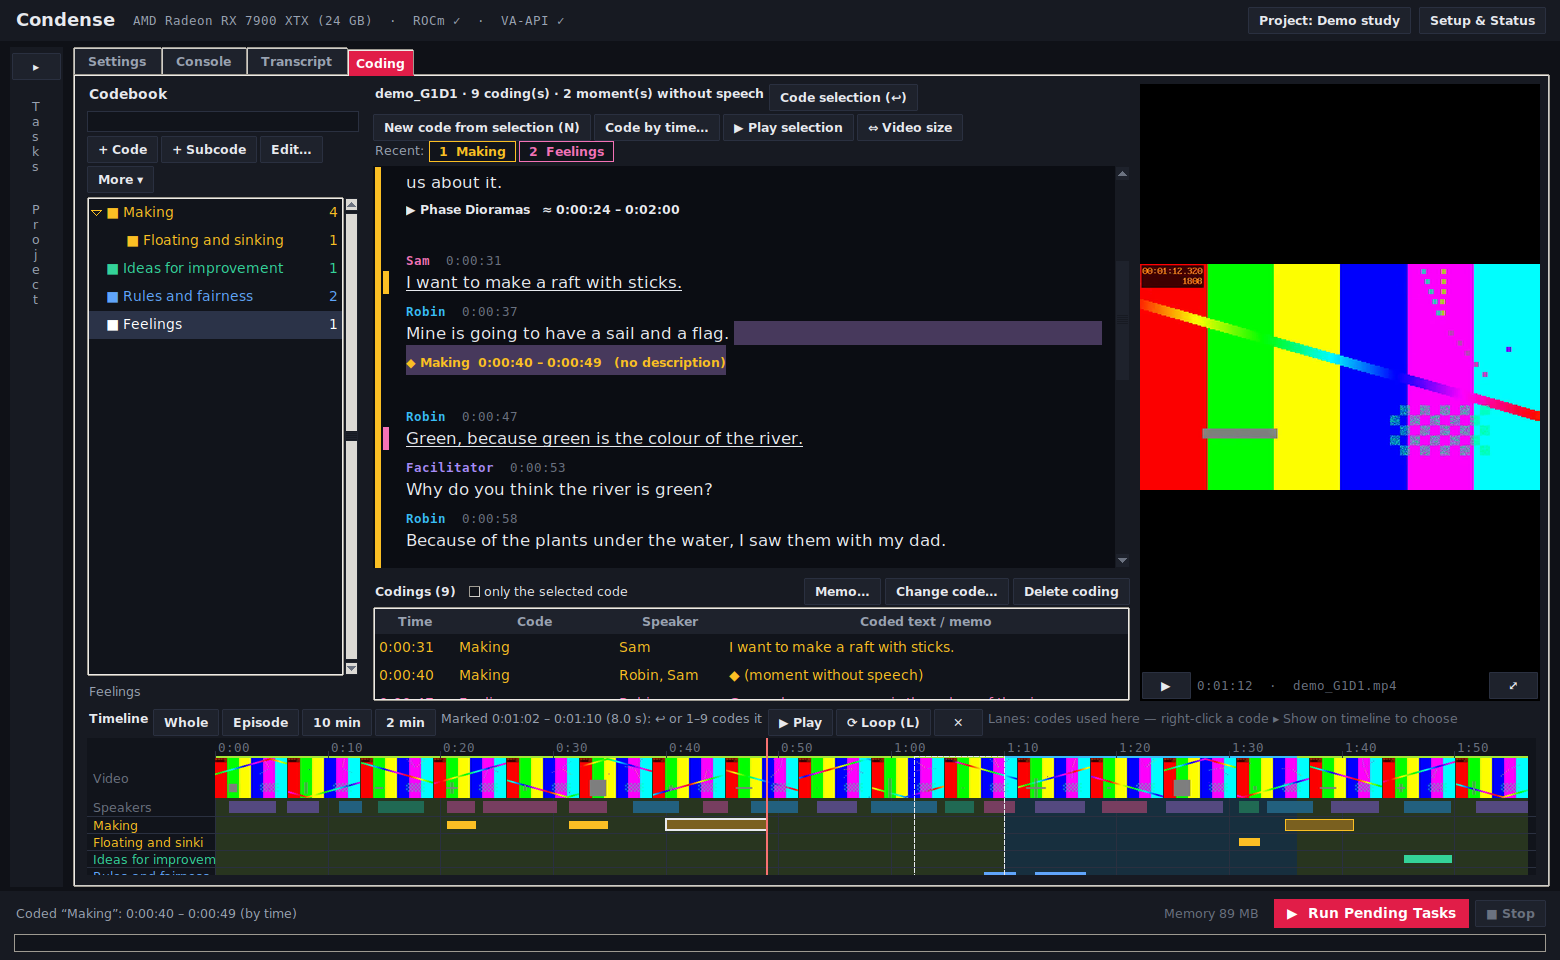 Condense AMD Radeon RX 7900 XTX (24 GB) · ROCm ✓ · VA-API ✓
Project: Demo study
Setup & Status
▸
Tasks
Project
Settings
Console
Transcript
Coding
Codebook
+ Code
+ Subcode
Edit…
More ▾
Making 4
Floating and sinking 1
Ideas for improvement 1
Rules and fairness 2
Feelings 1
Feelings
demo_G1D1 · 9 coding(s) · 2 moment(s) without speech
Code selection (↩)
New code from selection (N)
Code by time…
▶ Play selection
⇔ Video size
Recent:
1 Making
2 Feelings
us about it.
▶ Phase Dioramas ≈ 0:00:24 – 0:02:00
Sam 0:00:31
I want to make a raft with sticks.
Robin 0:00:37
Mine is going to have a sail and a flag.
◆ Making 0:00:40 – 0:00:49 (no description)
Robin 0:00:47
Green, because green is the colour of the river.
Facilitator 0:00:53
Why do you think the river is green?
Robin 0:00:58
Because of the plants under the water, I saw them with my dad.
Codings (9)
only the selected code
Memo…
Change code…
Delete coding
Time Code Speaker Coded text / memo
0:00:31 Making Sam I want to make a raft with sticks.
0:00:40 Making Robin, Sam ◆ (moment without speech)
00:01:12.320
1808
▶ 0:01:12 · demo_G1D1.mp4 ⤢
Timeline
Whole
Episode
10 min
2 min
Marked 0:01:02 – 0:01:10 (8.0 s): ↩ or 1–9 codes it
▶ Play
⟳ Loop (L)
✕
Lanes: codes used here — right-click a code ▸ Show on timeline to choose
0:00 0:10 0:20 0:30 0:40 0:50 1:00 1:10 1:20 1:30 1:40 1:50
Video
Speakers
Making
Floating and sinki
Ideas for improvem
Rules and fairness
Coded “Making”: 0:00:40 – 0:00:49 (by time)
Memory 89 MB
▶ Run Pending Tasks
■ Stop